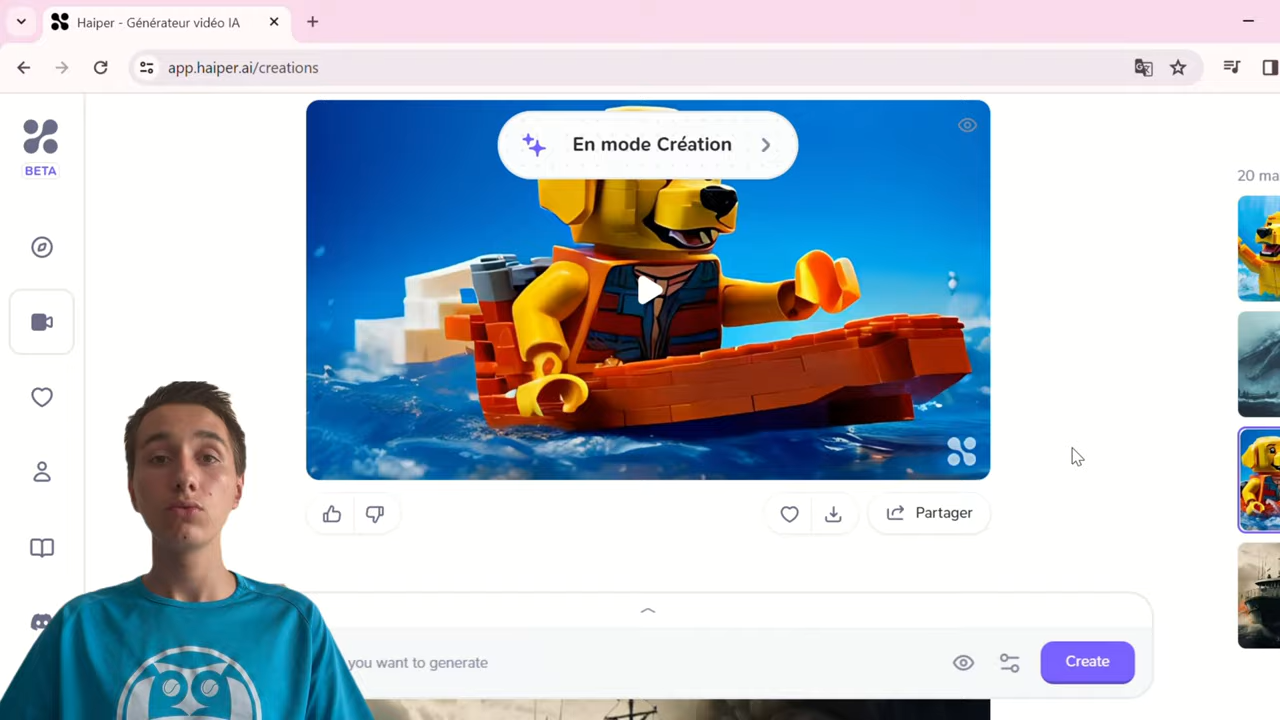 Haiper - Générateur vidéo IA
app.haiper.ai/creations
BETA
En mode Création
20 ma
Partager
you want to generate
Create